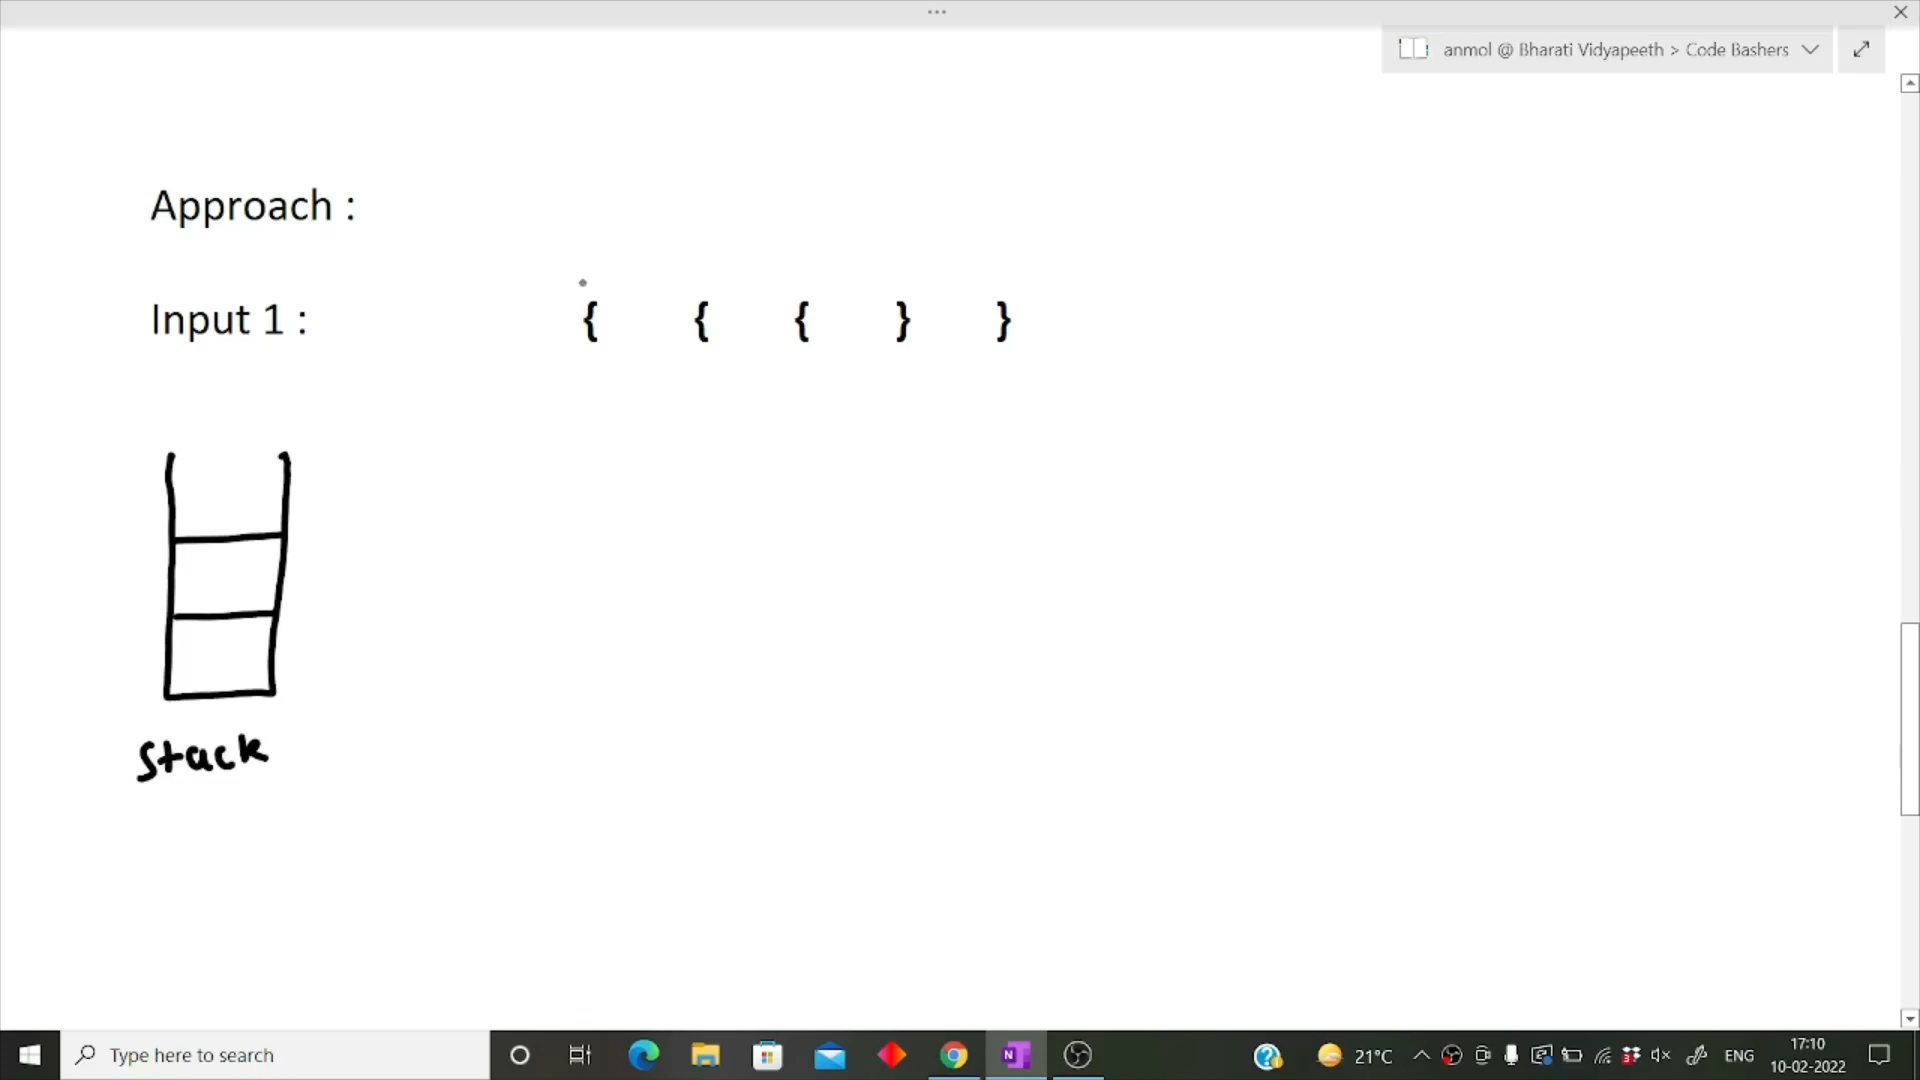 anmol @ Bharati Vidyapeeth > Code Bashers
Approach :
Input 1 : { { { } }
Stack
Type here to search
21°C
ENG
17:10
10-02-2022